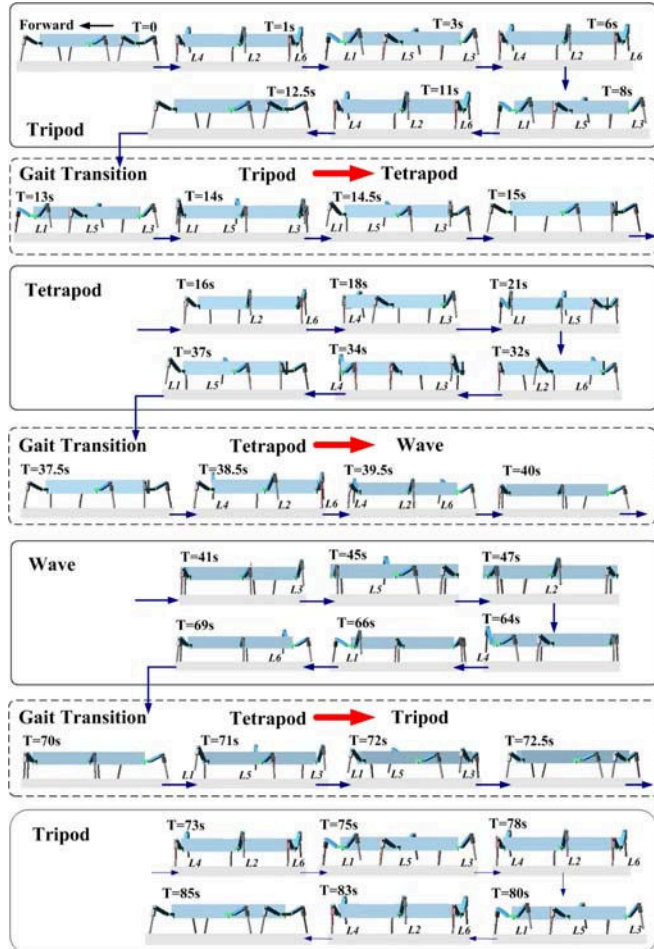 Forward T=0 T=1s T=3s T=6s
L4 L2 L6 L1 L5 L3 L4 L2 L6
T=12.5s T=11s T=8s
Tripod L4 L2 L6 L1 L5 L3
Gait Transition Tripod Tetrapod
T=13s T=14s T=14.5s T=15s
L1 L5 L3 L1 L5 L3 L1 L5 L3
Tetrapod T=16s T=18s T=21s
L2 L6 L4 L3 L1 L5
T=37s T=34s T=32s
L1 L5 L4 L3 L2 L6
Gait Transition Tetrapod Wave
T=37.5s T=38.5s T=39.5s T=40s
L4 L2 L6 L4 L2 L6
Wave T=41s T=45s T=47s
L3 L5 L2
T=69s T=66s T=64s
L6 L1 L4
Gait Transition Tetrapod Tripod
T=70s T=71s T=72s T=72.5s
L1 L5 L3 L1 L5 L3
Tripod T=73s T=75s T=78s
L4 L2 L6 L1 L5 L3 L4 L2 L6
T=85s T=83s T=80s
L4 L2 L6 L1 L5 L3